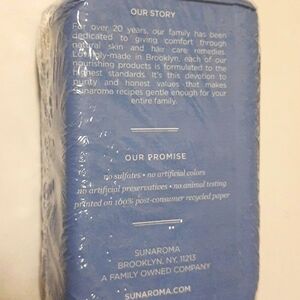 OUR STORY
For over 20 years, our family has been
dedicated to giving comfort through
natural skin and hair care remedies.
Lovingly-made in Brooklyn, each of our
nourishing products is formulated to the
highest standards. It's this devotion to
purity and honest values that makes
Sunaroma recipes gentle enough for your
entire family.
OUR PROMISE
no sulfates • no artificial colors
no artificial preservatives • no animal testing
printed on 100% post-consumer recycled paper
SUNAROMA
BROOKLYN, NY, 11213
A FAMILY OWNED COMPANY
SUNAROMA.COM